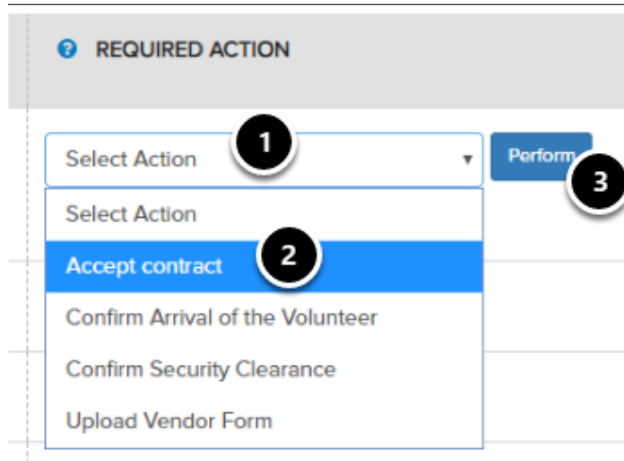 ? REQUIRED ACTION
Select Action 1 Perform 3
Select Action
Accept contract 2
Confirm Arrival of the Volunteer
Confirm Security Clearance
Upload Vendor Form